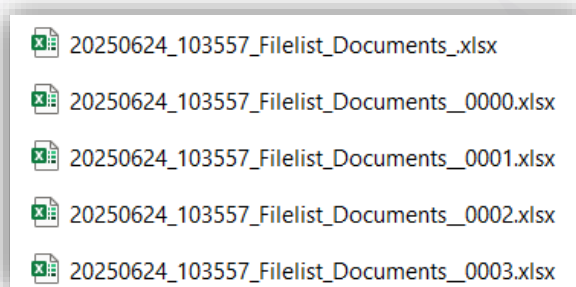 20250624_103557_Filelist_Documents_.xlsx
20250624_103557_Filelist_Documents__0000.xlsx
20250624_103557_Filelist_Documents__0001.xlsx
20250624_103557_Filelist_Documents__0002.xlsx
20250624_103557_Filelist_Documents__0003.xlsx